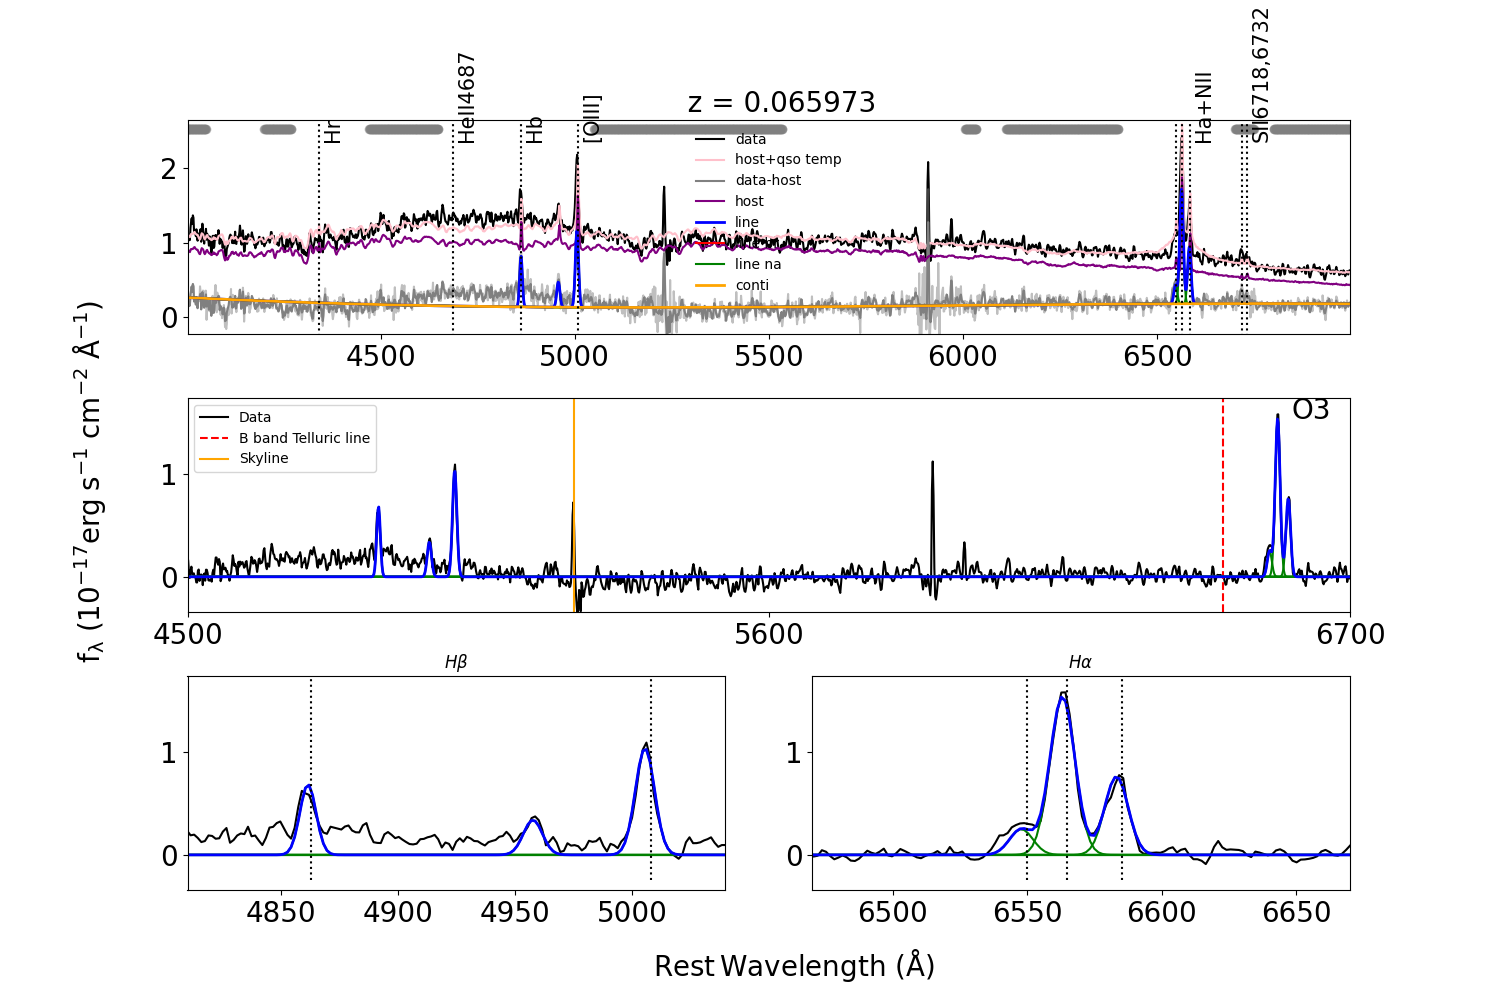 z = 0.065973
Hr
HeII4687
Hb
[OIII]
Ha+NII
SII6718,6732
data
host+qso temp
data-host
host
line
line na
conti
2
1
0
4500
5000
5500
6000
6500
Data
B band Telluric line
Skyline
O3
1
0
4500
5600
6700
fλ (10⁻¹⁷erg s⁻¹ cm⁻² Å⁻¹)
Hβ
Hα
1
0
4850
4900
4950
5000
1
0
6500
6550
6600
6650
Rest Wavelength (Å)